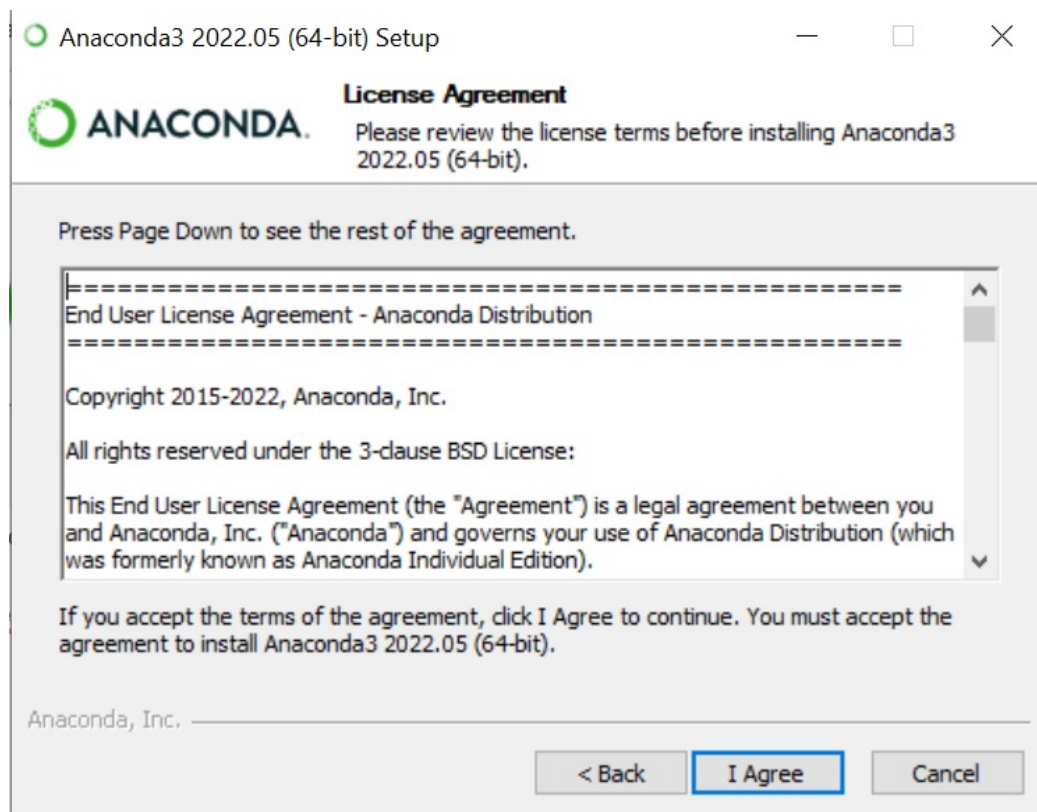 Anaconda3 2022.05 (64-bit) Setup
ANACONDA.
License Agreement
Please review the license terms before installing Anaconda3
2022.05 (64-bit).
Press Page Down to see the rest of the agreement.
==================================================
End User License Agreement - Anaconda Distribution
==================================================
Copyright 2015-2022, Anaconda, Inc.
All rights reserved under the 3-clause BSD License:
This End User License Agreement (the "Agreement") is a legal agreement between you
and Anaconda, Inc. ("Anaconda") and governs your use of Anaconda Distribution (which
was formerly known as Anaconda Individual Edition).
If you accept the terms of the agreement, click I Agree to continue. You must accept the
agreement to install Anaconda3 2022.05 (64-bit).
Anaconda, Inc.
< Back
I Agree
Cancel